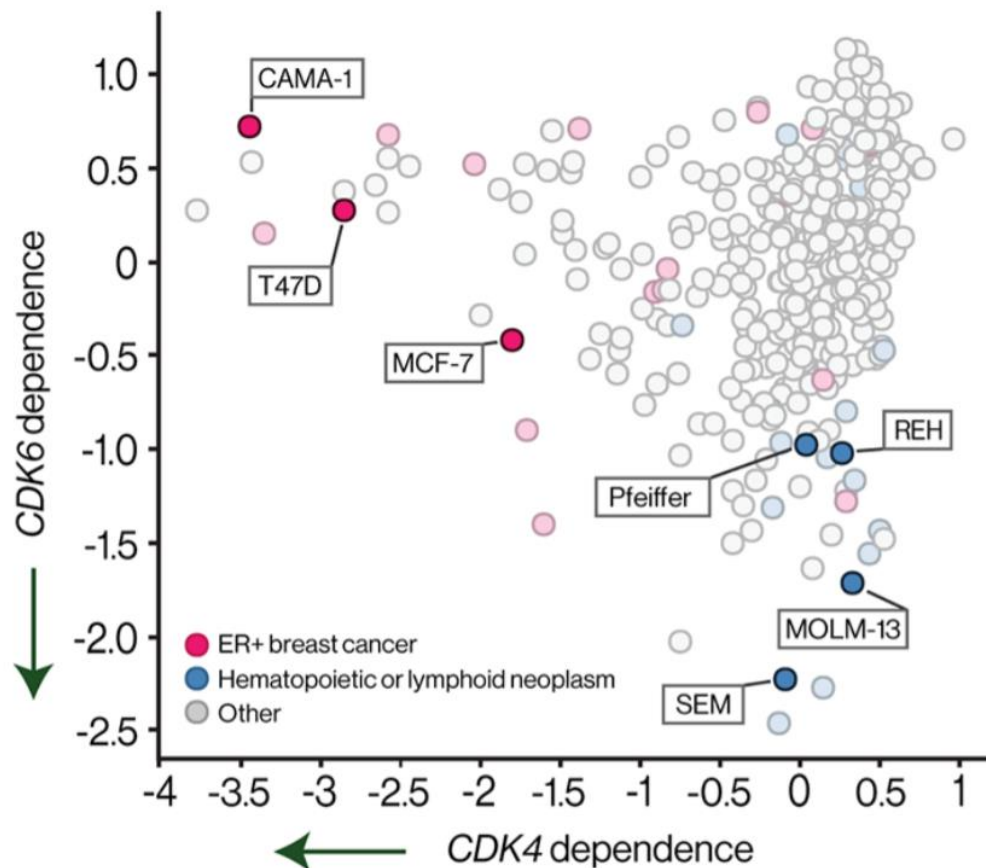 1.0
0.5
0
-0.5
-1.0
-1.5
-2.0
-2.5
CDK6 dependence
CAMA-1
T47D
MCF-7
REH
Pfeiffer
MOLM-13
SEM
ER+ breast cancer
Hematopoietic or lymphoid neoplasm
Other
-4 -3.5 -3 -2.5 -2 -1.5 -1 -0.5 0 0.5 1
CDK4 dependence